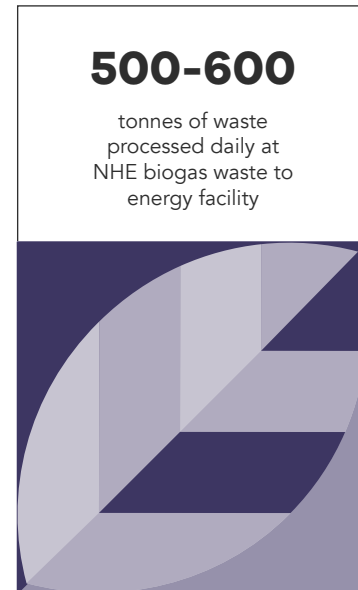 500-600
tonnes of waste
processed daily at
NHE biogas waste to
energy facility